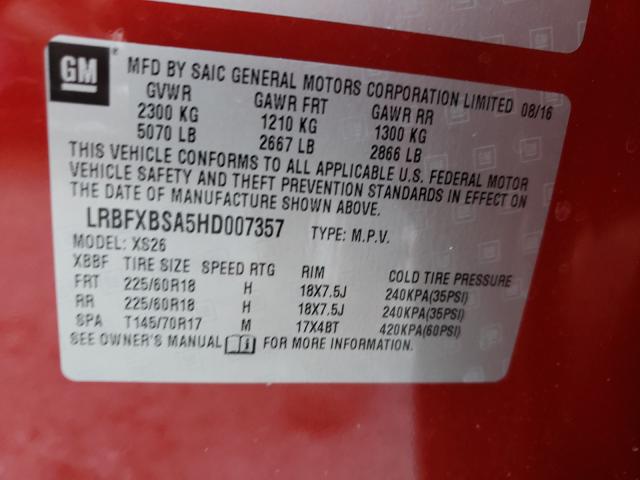 GM
MFD BY SAIC GENERAL MOTORS CORPORATION LIMITED 08/16
GVWR GAWR FRT GAWR RR
2300 KG 1210 KG 1300 KG
5070 LB 2667 LB 2866 LB
THIS VEHICLE CONFORMS TO ALL APPLICABLE U.S. FEDERAL MOTOR
VEHICLE SAFETY AND THEFT PREVENTION STANDARDS IN EFFECT ON
THE DATE OF MANUFACTURE SHOWN ABOVE.
LRBFXBSA5HD007357 TYPE: M.P.V.
MODEL: XS26
XBBF TIRE SIZE SPEED RTG RIM COLD TIRE PRESSURE
FRT 225/60R18 H 18X7.5J 240KPA(35PSI)
RR 225/60R18 H 18X7.5J 240KPA(35PSI)
SPA T145/70R17 M 17X4BT 420KPA(60PSI)
SEE OWNER'S MANUAL FOR MORE INFORMATION.